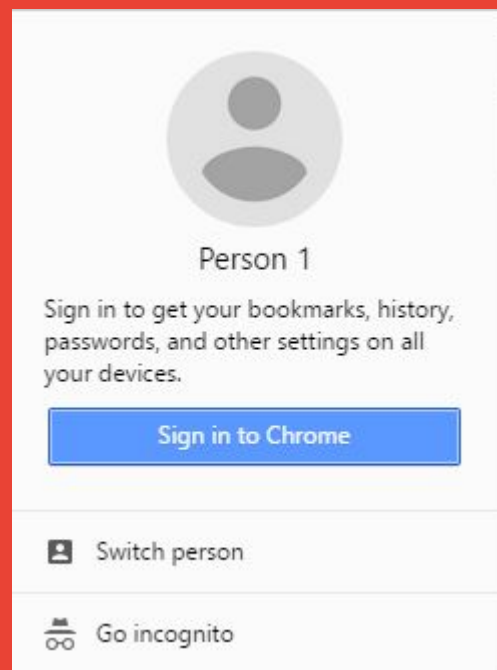 Person 1
Sign in to get your bookmarks, history,
passwords, and other settings on all
your devices.
Sign in to Chrome
Switch person
Go incognito